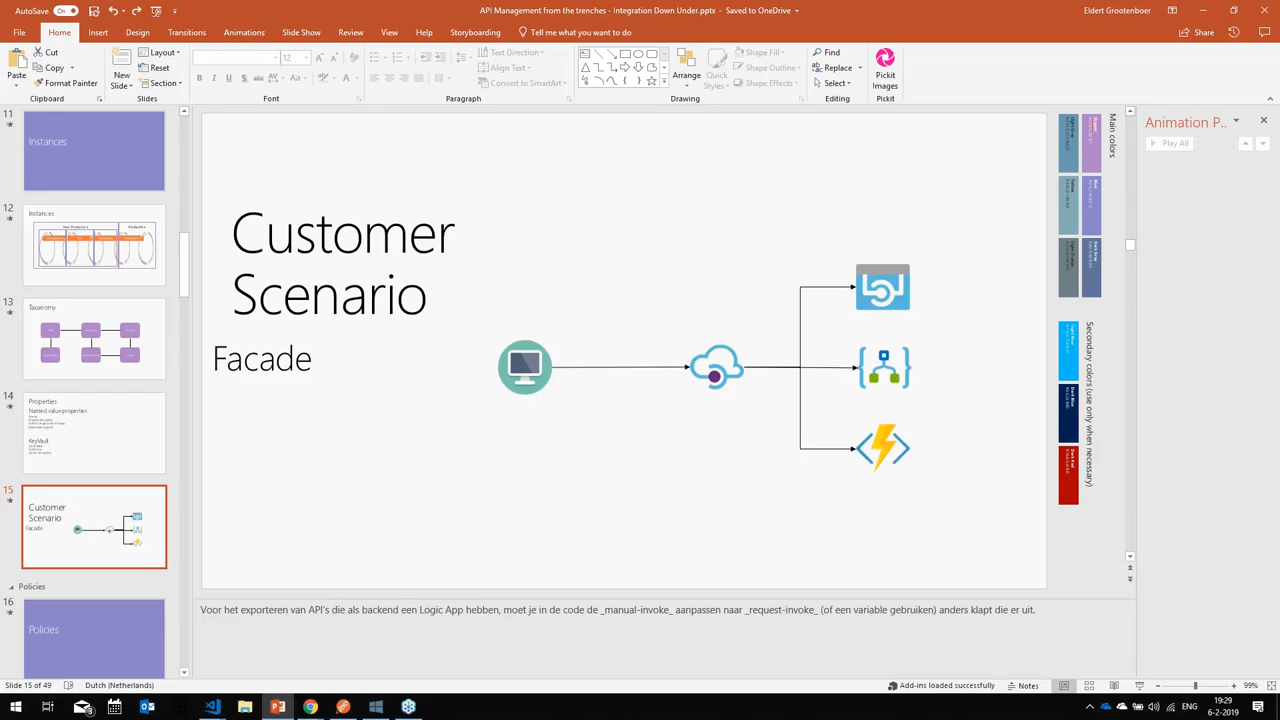 AutoSave On
API Management from the trenches - Integration Down Under.pptx - Saved to OneDrive
Eldert Grootenboer
File Home Insert Design Transitions Animations Slide Show Review View Help Storyboarding Tell me what you want to do
Share
Paste
Cut
Copy
Format Painter
Clipboard
New Slide
Layout
Reset
Section
Slides
12
Font
Text Direction
Align Text
Convert to SmartArt
Paragraph
Arrange
Quick Styles
Shape Fill
Shape Outline
Shape Effects
Drawing
Find
Replace
Select
Editing
Pickit Images
Pickit
11
Instances
12
Instances
13
Taxonomy
14
Properties
Named value properties
KeyVault
15
Customer
Scenario
Facade
Policies
16
Policies
Customer
Scenario
Facade
Main colors
Secondary colors (use only when necessary)
Animation P...
Play All
Voor het exporteren van API's die als backend een Logic App hebben, moet je in de code de _manual-invoke_ aanpassen naar _request-invoke_ (of een variable gebruiken) anders klapt die er uit.
Slide 15 of 49
Dutch (Netherlands)
Add-ins loaded successfully
Notes
99%
ENG
19:29
6-2-2019